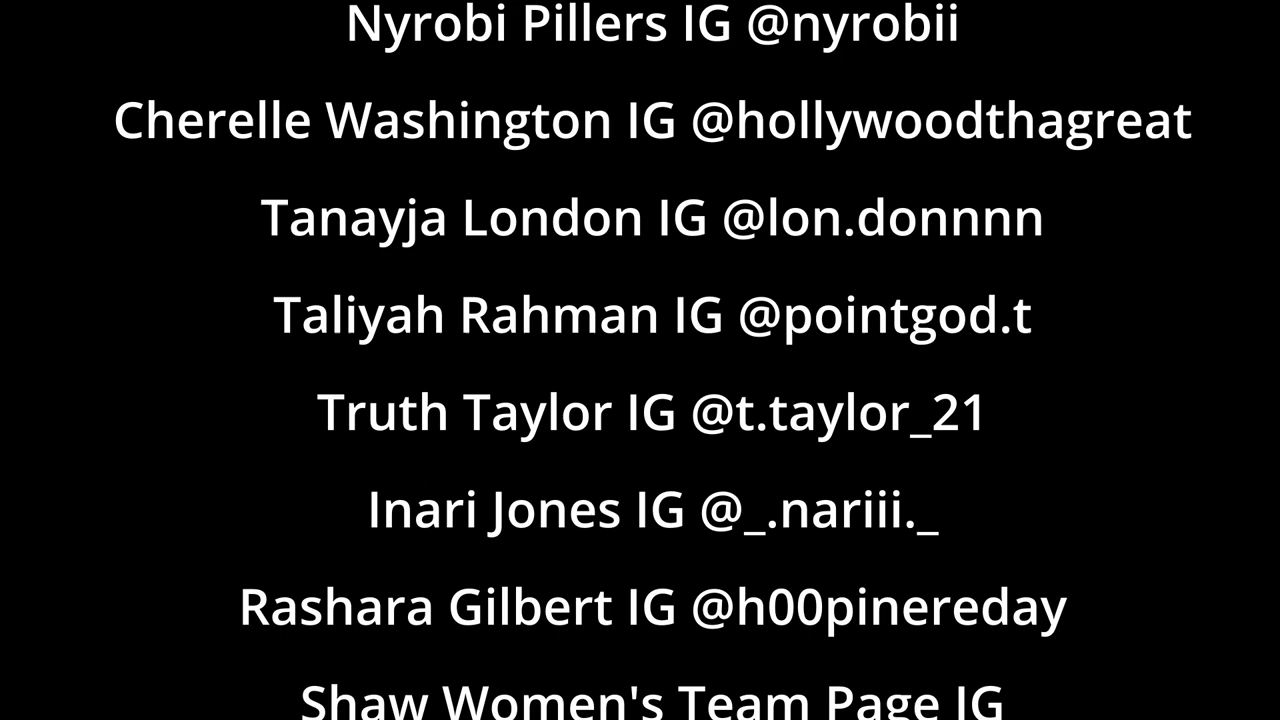 Nyrobi Pillers IG @nyrobii
Cherelle Washington IG @hollywoodthagreat
Tanayja London IG @lon.donnnn
Taliyah Rahman IG @pointgod.t
Truth Taylor IG @t.taylor_21
Inari Jones IG @_.nariii._
Rashara Gilbert IG @h00pinereday
Shaw Women's Team Page IG